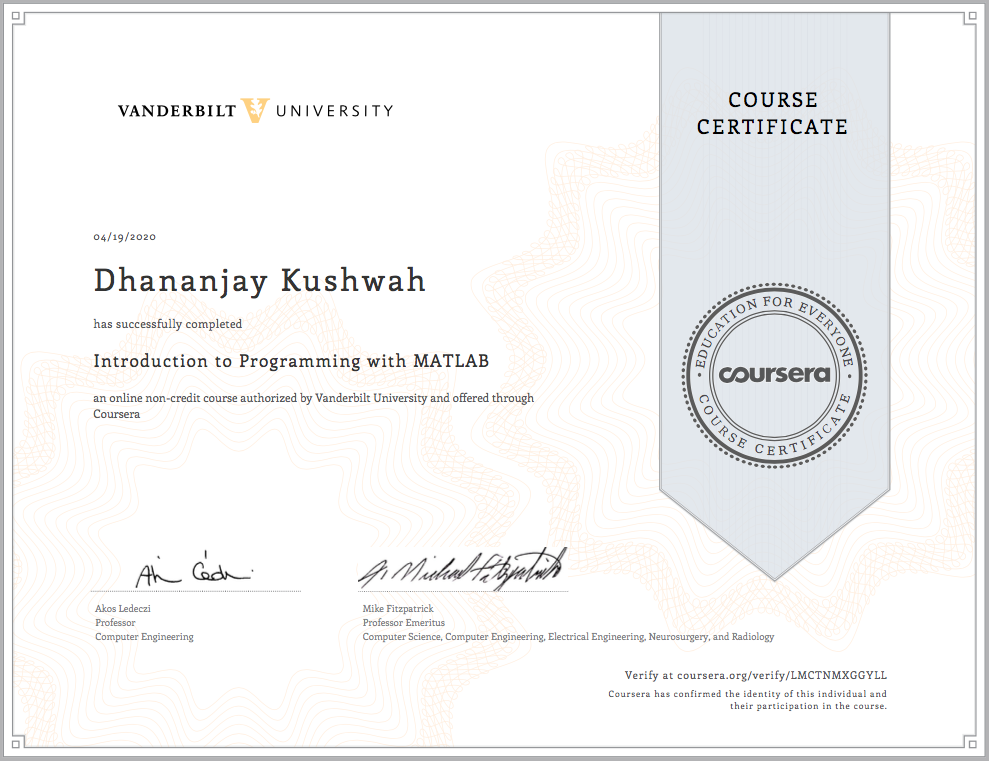 VANDERBILT UNIVERSITY
COURSE
CERTIFICATE
04/19/2020
Dhananjay Kushwah
has successfully completed
Introduction to Programming with MATLAB
an online non-credit course authorized by Vanderbilt University and offered through
Coursera
EDUCATION FOR EVERYONE
coursera
COURSE CERTIFICATE
Akos Ledeczi
Professor
Computer Engineering
Mike Fitzpatrick
Professor Emeritus
Computer Science, Computer Engineering, Electrical Engineering, Neurosurgery, and Radiology
Verify at coursera.org/verify/LMCTNMXGGYLL
Coursera has confirmed the identity of this individual and
their participation in the course.